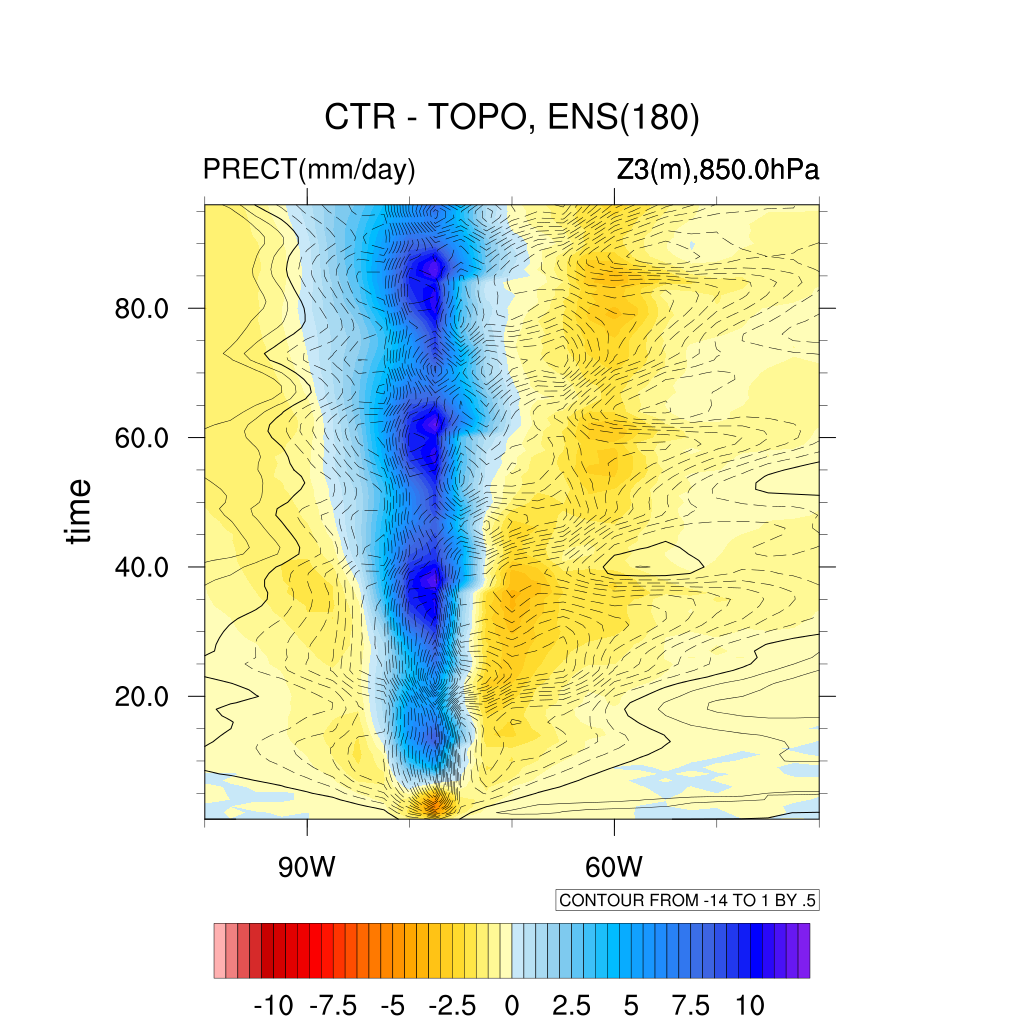 CTR - TOPO, ENS(180)
PRECT(mm/day) Z3(m),850.0hPa
80.0
60.0
40.0
20.0
time
90W 60W
CONTOUR FROM -14 TO 1 BY .5
-10 -7.5 -5 -2.5 0 2.5 5 7.5 10